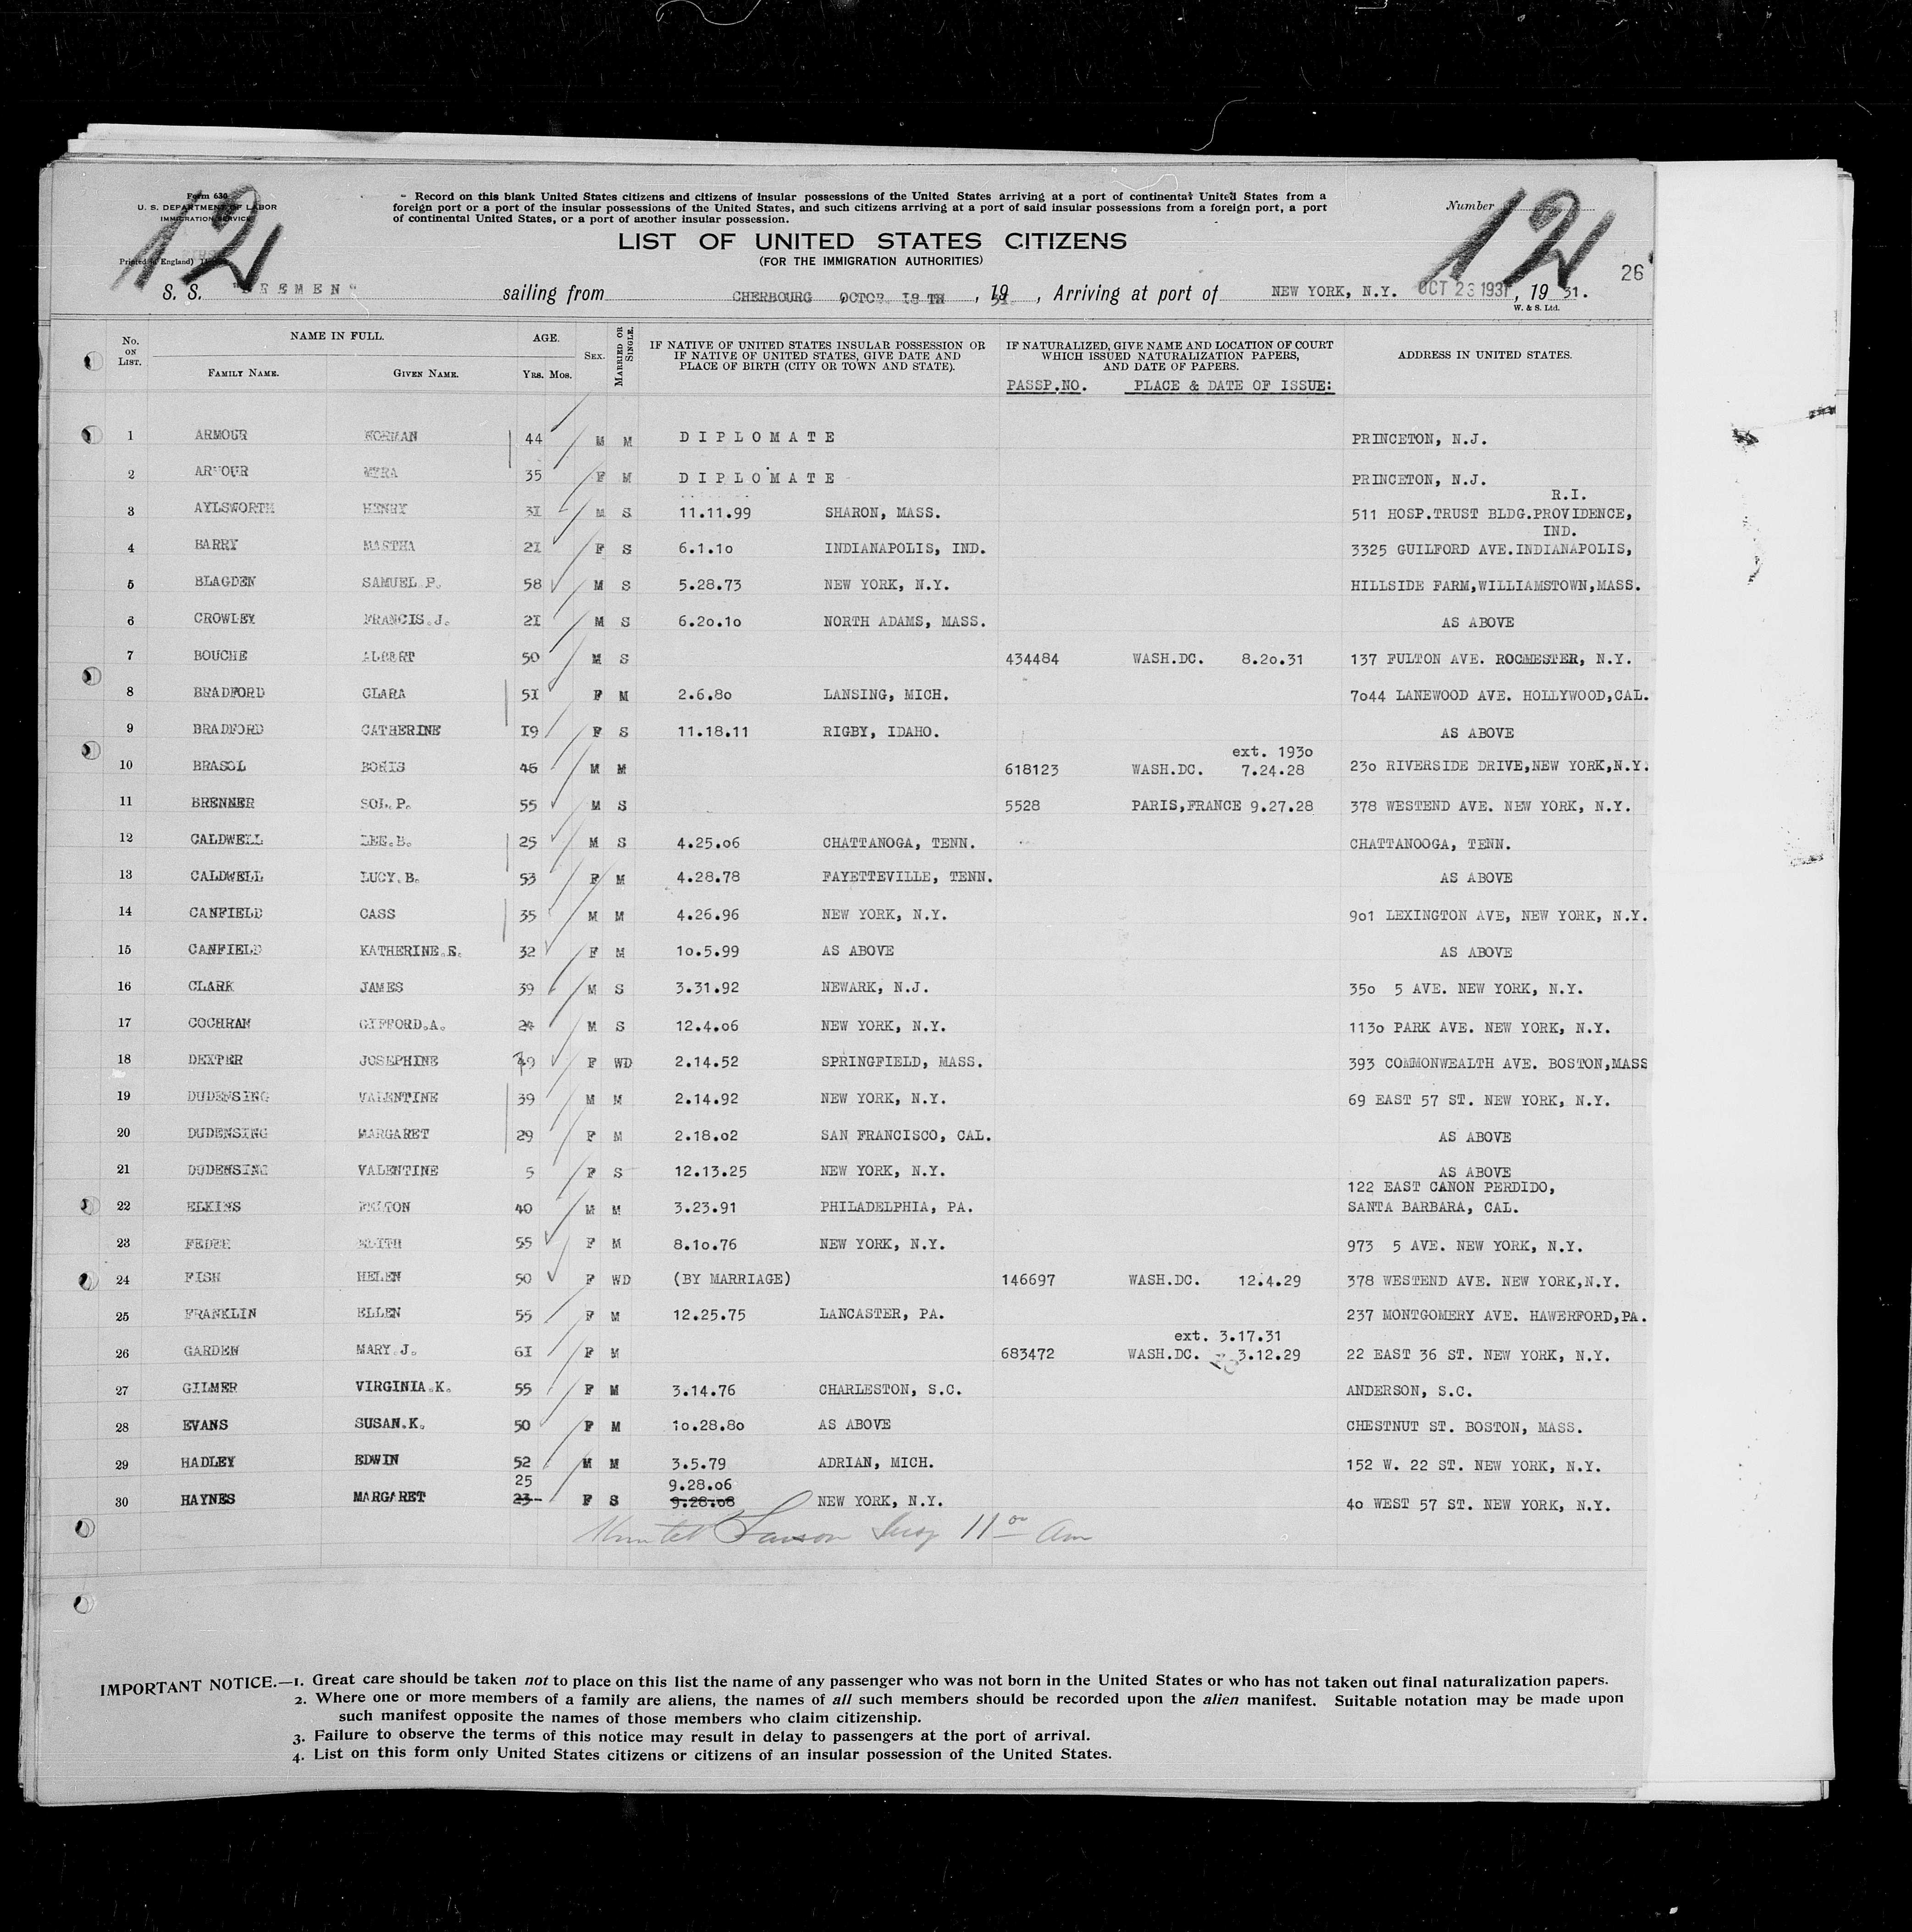 Form 630
U. S. DEPARTMENT OF LABOR
IMMIGRATION SERVICE
12
Record on this blank United States citizens and citizens of insular possessions of the United States arriving at a port of continental United States from a
foreign port or a port of the insular possessions of the United States, and such citizens arriving at a port of said insular possessions from a foreign port, a port
of continental United States, or a port of another insular possession.
Number
12
26
LIST OF UNITED STATES CITIZENS
(FOR THE IMMIGRATION AUTHORITIES)
S. S. "BREMEN" sailing from CHERBOURG OCTOB. 18 TH, 19 31, Arriving at port of NEW YORK, N.Y. OCT 23 1931, 19 31.
W. & S. Ltd.
No. ON LIST. NAME IN FULL. FAMILY NAME. GIVEN NAME. AGE. YRS. MOS. SEX. MARRIED OR SINGLE. IF NATIVE OF UNITED STATES INSULAR POSSESSION OR IF NATIVE OF UNITED STATES, GIVE DATE AND PLACE OF BIRTH (CITY OR TOWN AND STATE). IF NATURALIZED, GIVE NAME AND LOCATION OF COURT WHICH ISSUED NATURALIZATION PAPERS, AND DATE OF PAPERS. ADDRESS IN UNITED STATES.
PASSP.NO. PLACE & DATE OF ISSUE:
1 ARMOUR NORMAN 44 M M DIPLOMATE PRINCETON, N.J.
2 ARMOUR MYRA 35 F M DIPLOMATE PRINCETON, N.J.
R.I.
3 AYLSWORTH HENRY 31 M S 11.11.99 SHARON, MASS. 511 HOSP.TRUST BLDG.PROVIDENCE,
IND.
4 BARRY MARTHA 21 F S 6.1.10 INDIANAPOLIS, IND. 3325 GUILFORD AVE.INDIANAPOLIS,
5 BLAGDEN SAMUEL P. 58 M S 5.28.73 NEW YORK, N.Y. HILLSIDE FARM,WILLIAMSTOWN,MASS.
6 CROWLEY FRANCIS.J. 21 M S 6.20.10 NORTH ADAMS, MASS. AS ABOVE
7 BOUCHE ALBERT 50 M S 434484 WASH.DC. 8.20.31 137 FULTON AVE. ROCMESTER, N.Y.
8 BRADFORD CLARA 51 F M 2.6.80 LANSING, MICH. 7044 LANEWOOD AVE. HOLLYWOOD,CAL.
9 BRADFORD CATHERINE 19 F S 11.18.11 RIGBY, IDAHO. AS ABOVE
ext. 1930
10 BRASOL BORIS 46 M M 618123 WASH.DC. 7.24.28 230 RIVERSIDE DRIVE,NEW YORK,N.Y.
11 BRENNER SOL.P. 55 M S 5528 PARIS,FRANCE 9.27.28 378 WESTEND AVE. NEW YORK, N.Y.
12 CALDWELL LEE.B. 25 M S 4.25.06 CHATTANOGA, TENN. CHATTANOOGA, TENN.
13 CALDWELL LUCY.B. 53 F M 4.28.78 FAYETTEVILLE, TENN. AS ABOVE
14 CANFIELD CASS 35 M M 4.26.96 NEW YORK, N.Y. 901 LEXINGTON AVE, NEW YORK, N.Y.
15 CANFIELD KATHERINE.E. 32 F M 10.5.99 AS ABOVE AS ABOVE
16 CLARK JAMES 39 M S 3.31.92 NEWARK, N.J. 350 5 AVE. NEW YORK, N.Y.
17 COCHRAN GIFFORD.A. 24 M S 12.4.06 NEW YORK, N.Y. 1130 PARK AVE. NEW YORK, N.Y.
18 DEXTER JOSEPHINE 79 F WD 2.14.52 SPRINGFIELD, MASS. 393 COMMONWEALTH AVE. BOSTON,MASS
19 DUDENSING VALENTINE 39 M M 2.14.92 NEW YORK, N.Y. 69 EAST 57 ST. NEW YORK, N.Y.
20 DUDENSING MARGARET 29 F M 2.18.02 SAN FRANCISCO, CAL. AS ABOVE
21 DUDENSING VALENTINE 5 F S 12.13.25 NEW YORK, N.Y. AS ABOVE
122 EAST CANON PERDIDO,
22 ELKINS FELTON 40 M M 3.23.91 PHILADELPHIA, PA. SANTA BARBARA, CAL.
23 FEDER EDITH 55 F M 8.10.76 NEW YORK, N.Y. 973 5 AVE. NEW YORK, N.Y.
24 FISH HELEN 50 F WD (BY MARRIAGE) 146697 WASH.DC. 12.4.29 378 WESTEND AVE. NEW YORK,N.Y.
25 FRANKLIN ELLEN 55 F M 12.25.75 LANCASTER, PA. 237 MONTGOMERY AVE. HAWERFORD,PA.
ext. 3.17.31
26 GARDEN MARY J. 61 F M 683472 WASH.DC. 3.12.29 22 EAST 36 ST. NEW YORK, N.Y.
27 GILMER VIRGINIA.K. 55 F M 3.14.76 CHARLESTON, S.C. ANDERSON, S.C.
28 EVANS SUSAN.K. 50 F M 10.28.80 AS ABOVE CHESTNUT ST. BOSTON, MASS.
29 HADLEY EDWIN 52 M M 3.5.79 ADRIAN, MICH. 152 W. 22 ST. NEW YORK, N.Y.
25 9.28.06
30 HAYNES MARGARET 23 F S 9.28.08 NEW YORK, N.Y. 40 WEST 57 ST. NEW YORK, N.Y.
11 00 am
IMPORTANT NOTICE.—1. Great care should be taken not to place on this list the name of any passenger who was not born in the United States or who has not taken out final naturalization papers.
2. Where one or more members of a family are aliens, the names of all such members should be recorded upon the alien manifest. Suitable notation may be made upon
such manifest opposite the names of those members who claim citizenship.
3. Failure to observe the terms of this notice may result in delay to passengers at the port of arrival.
4. List on this form only United States citizens or citizens of an insular possession of the United States.